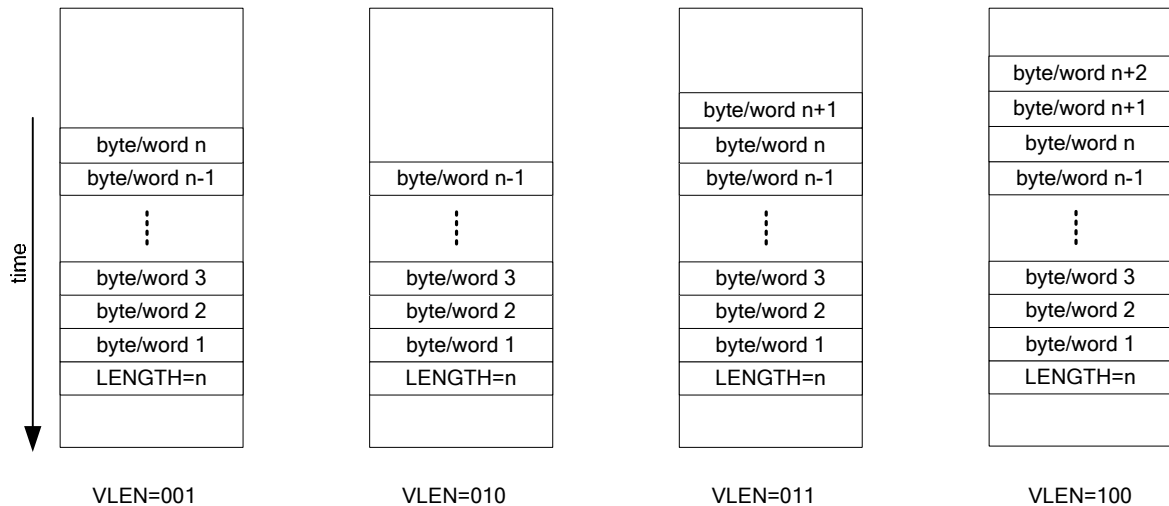 time
byte/word n
byte/word n-1
byte/word 3
byte/word 2
byte/word 1
LENGTH=n
VLEN=001
byte/word n-1
byte/word 3
byte/word 2
byte/word 1
LENGTH=n
VLEN=010
byte/word n+1
byte/word n
byte/word n-1
byte/word 3
byte/word 2
byte/word 1
LENGTH=n
VLEN=011
byte/word n+2
byte/word n+1
byte/word n
byte/word n-1
byte/word 3
byte/word 2
byte/word 1
LENGTH=n
VLEN=100